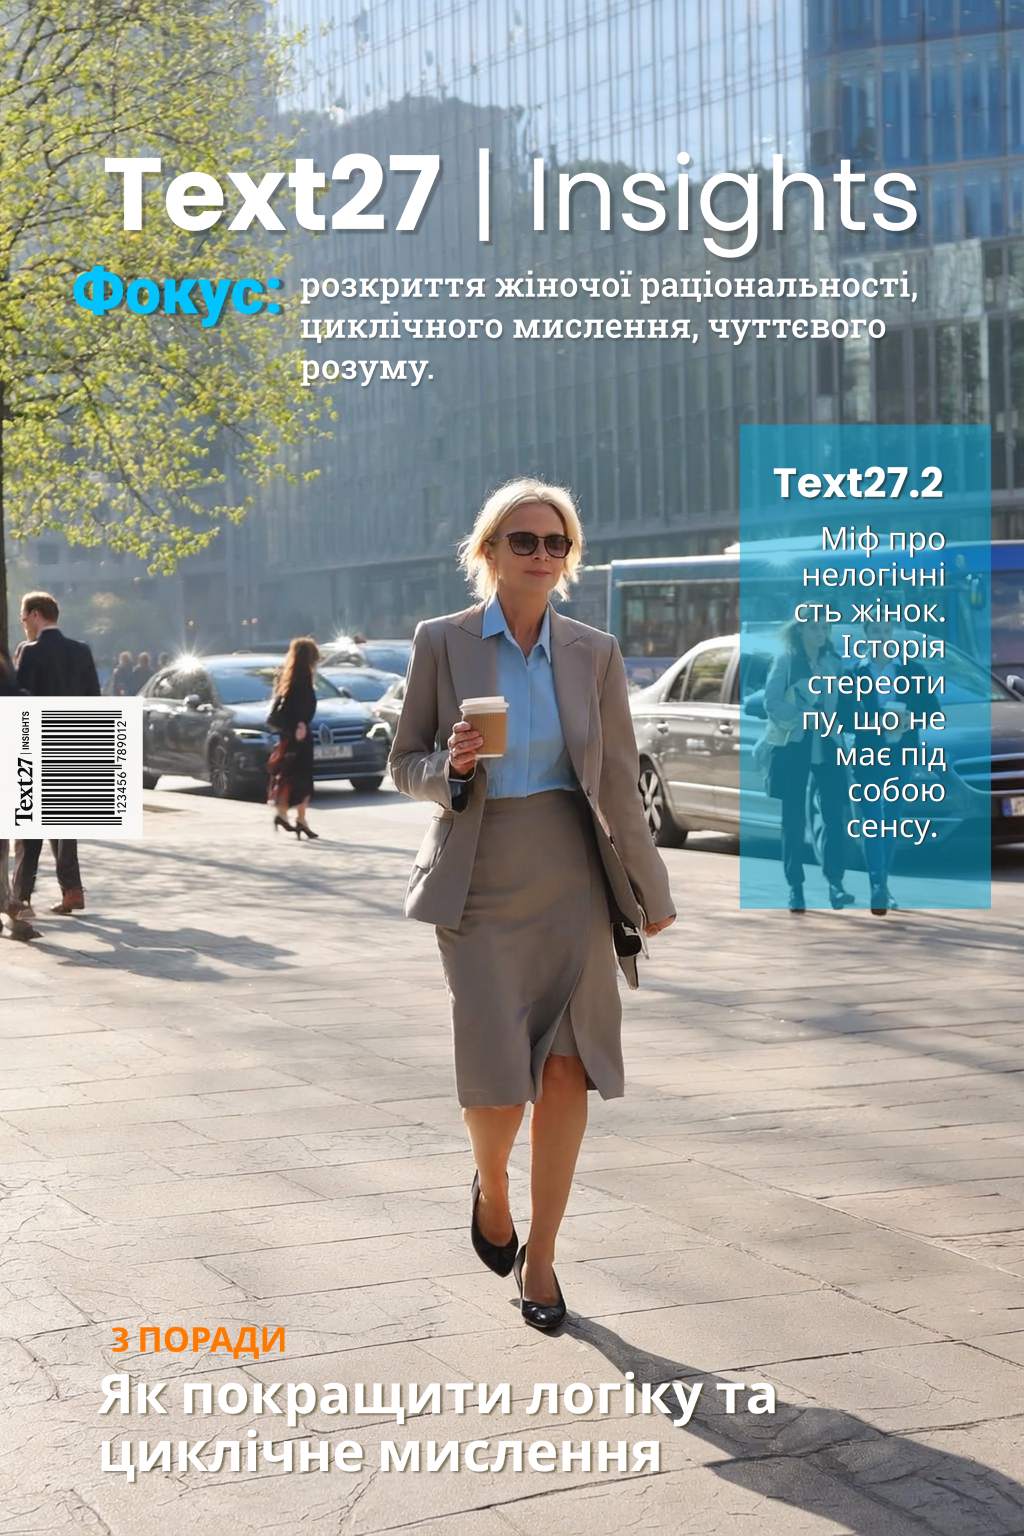 Text27 | Insights
Фокус:
розкриття жіночої раціональності,
циклічного мислення, чуттєвого
розуму.
Text27.2
Міф про
нелогічні
сть жінок.
Історія
стереоти
пу, що не
має під
собою
сенсу.
Text27 | INSIGHTS
123456 789012
3 ПОРАДИ
Як покращити логіку та
циклічне мислення